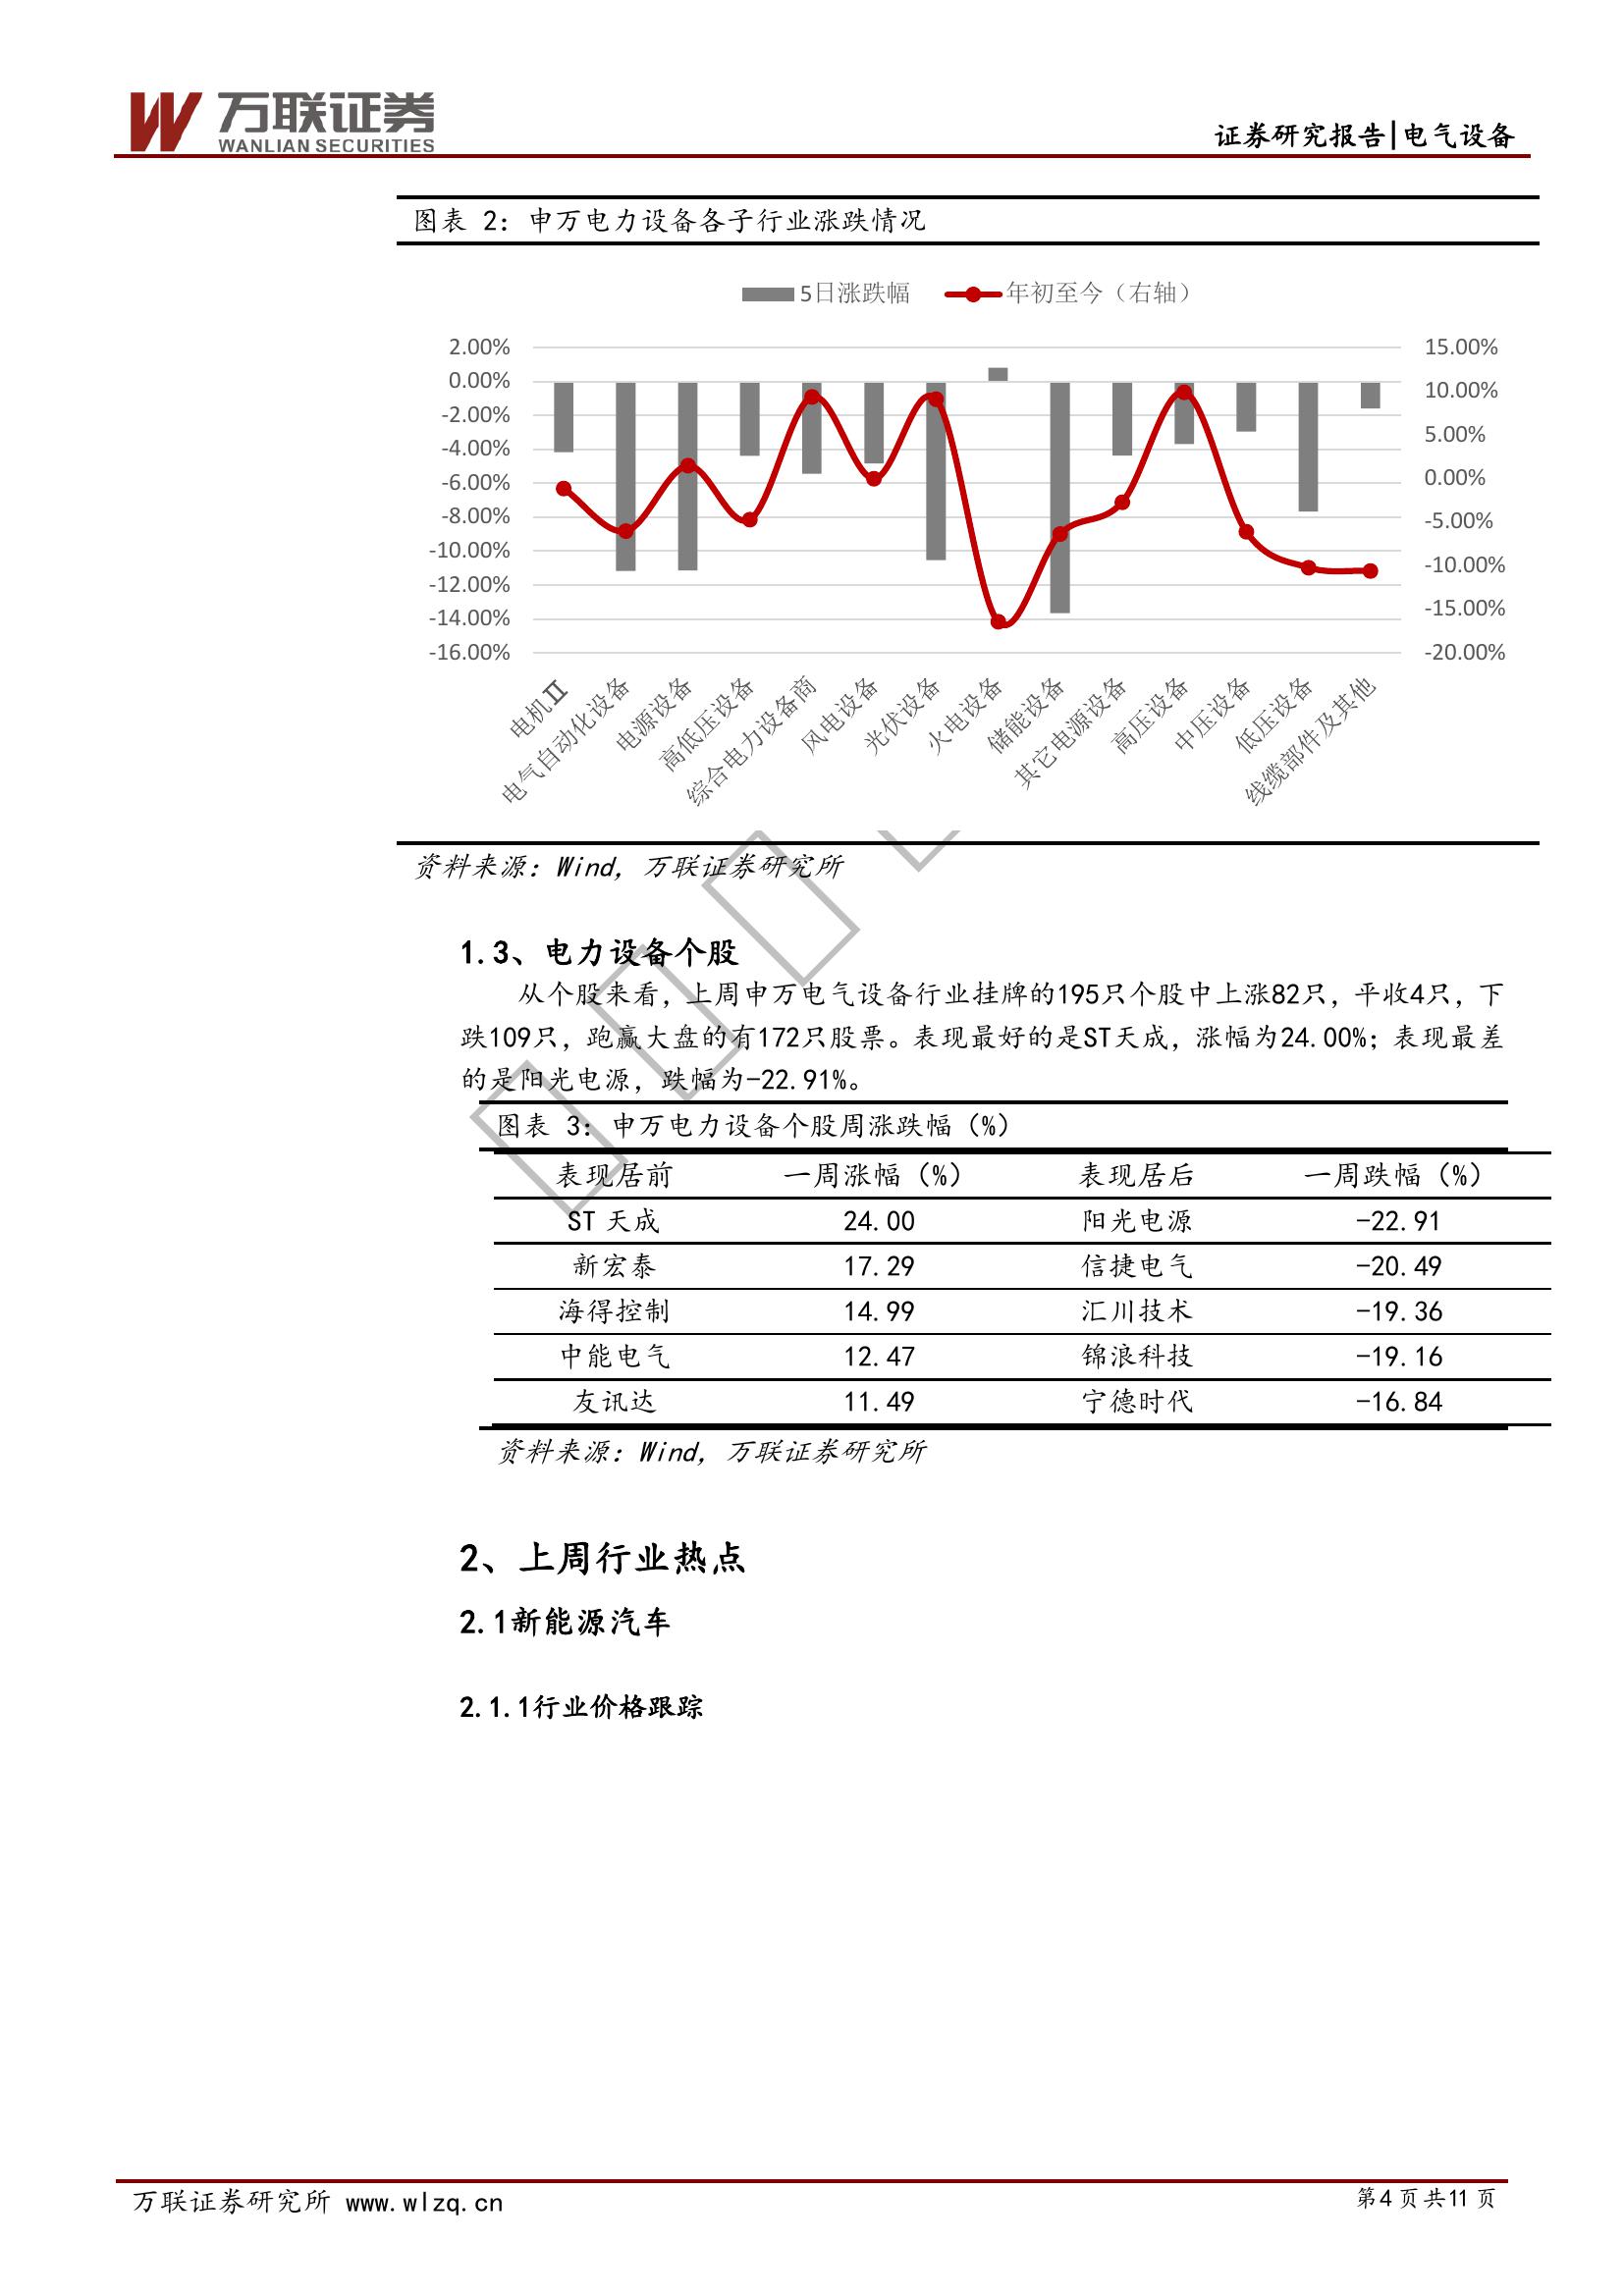 万联证券
WANLIAN SECURITIES
证券研究报告|电气设备
图表 2：申万电力设备各子行业涨跌情况
5日涨跌幅 年初至今（右轴）
2.00% 15.00%
0.00% 10.00%
-2.00% 5.00%
-4.00% 0.00%
-6.00% -5.00%
-8.00% -10.00%
-10.00% -15.00%
-12.00% -20.00%
-14.00%
-16.00%
电机Ⅱ
电气自动化设备
电源设备
高低压设备
综合电力设备商
风电设备
光伏设备
火电设备
储能设备
其它电源设备
高压设备
中压设备
低压设备
线缆部件及其他
资料来源：Wind，万联证券研究所
1.3、电力设备个股
从个股来看，上周申万电气设备行业挂牌的195只个股中上涨82只，平收4只，下
跌109只，跑赢大盘的有172只股票。表现最好的是ST天成，涨幅为24.00%；表现最差
的是阳光电源，跌幅为-22.91%。
图表 3：申万电力设备个股周涨跌幅（%）
表现居前 一周涨幅（%） 表现居后 一周跌幅（%）
ST 天成 24.00 阳光电源 -22.91
新宏泰 17.29 信捷电气 -20.49
海得控制 14.99 汇川技术 -19.36
中能电气 12.47 锦浪科技 -19.16
友讯达 11.49 宁德时代 -16.84
资料来源：Wind，万联证券研究所
2、上周行业热点
2.1新能源汽车
2.1.1行业价格跟踪
万联证券研究所 www.wlzq.cn 第4 页 共11 页